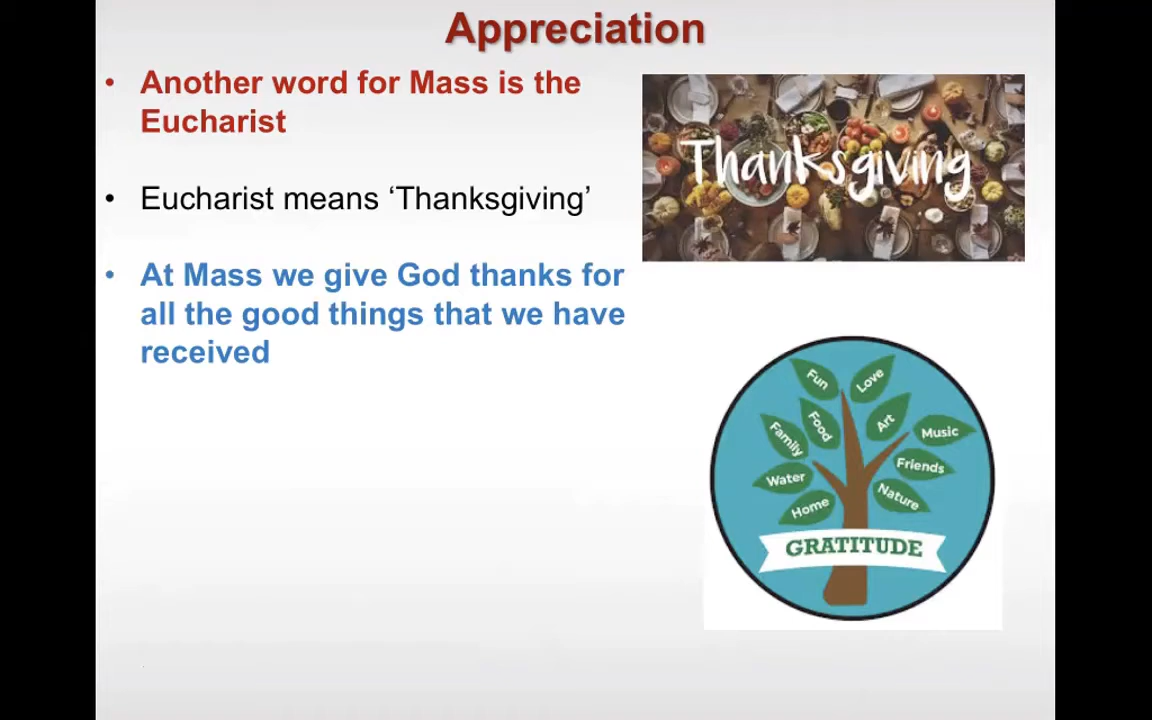 Appreciation
• Another word for Mass is the
Eucharist
• Eucharist means ‘Thanksgiving’
• At Mass we give God thanks for
all the good things that we have
received
Thanksgiving
Fun
Love
Food
Art
Family
Music
Friends
Water
Nature
Home
GRATITUDE